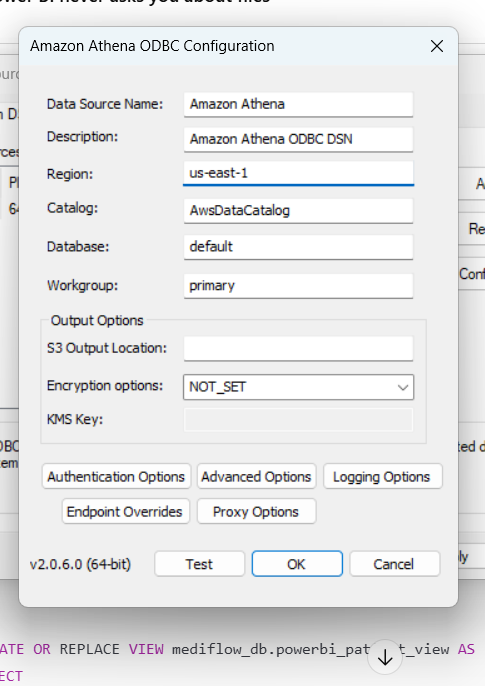 Amazon Athena ODBC Configuration
Data Source Name: Amazon Athena
Description: Amazon Athena ODBC DSN
Region: us-east-1
Catalog: AwsDataCatalog
Database: default
Workgroup: primary
Output Options
S3 Output Location:
Encryption options: NOT_SET
KMS Key:
Authentication Options Advanced Options Logging Options
Endpoint Overrides Proxy Options
v2.0.6.0 (64-bit) Test OK Cancel
OR REPLACE VIEW mediflow_db.powerbi_pat t_view AS